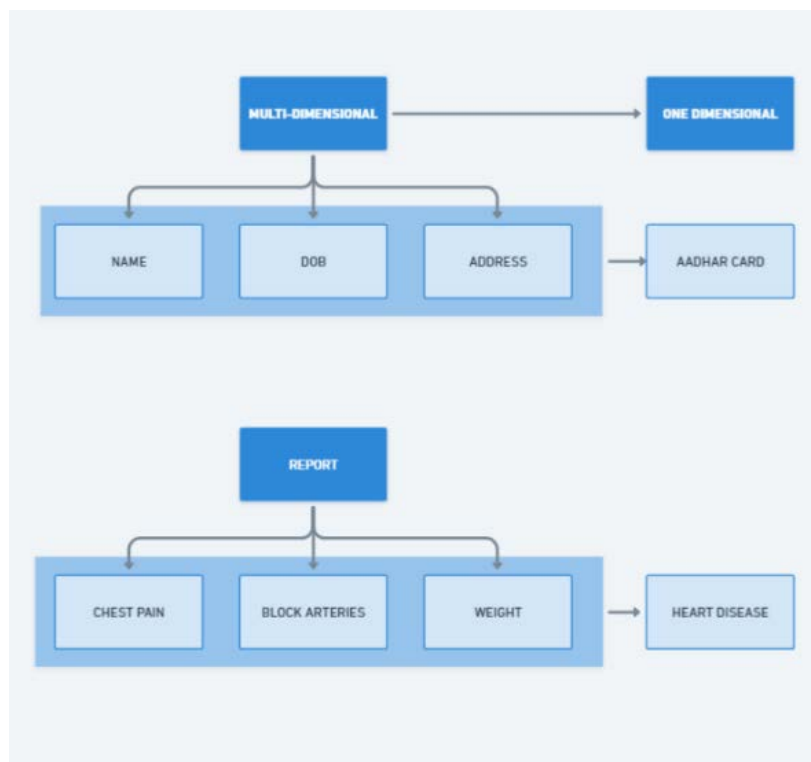 MULTI-DIMENSIONAL
ONE DIMENSIONAL
NAME
DOB
ADDRESS
AADHAR CARD
REPORT
CHEST PAIN
BLOCK ARTERIES
WEIGHT
HEART DISEASE